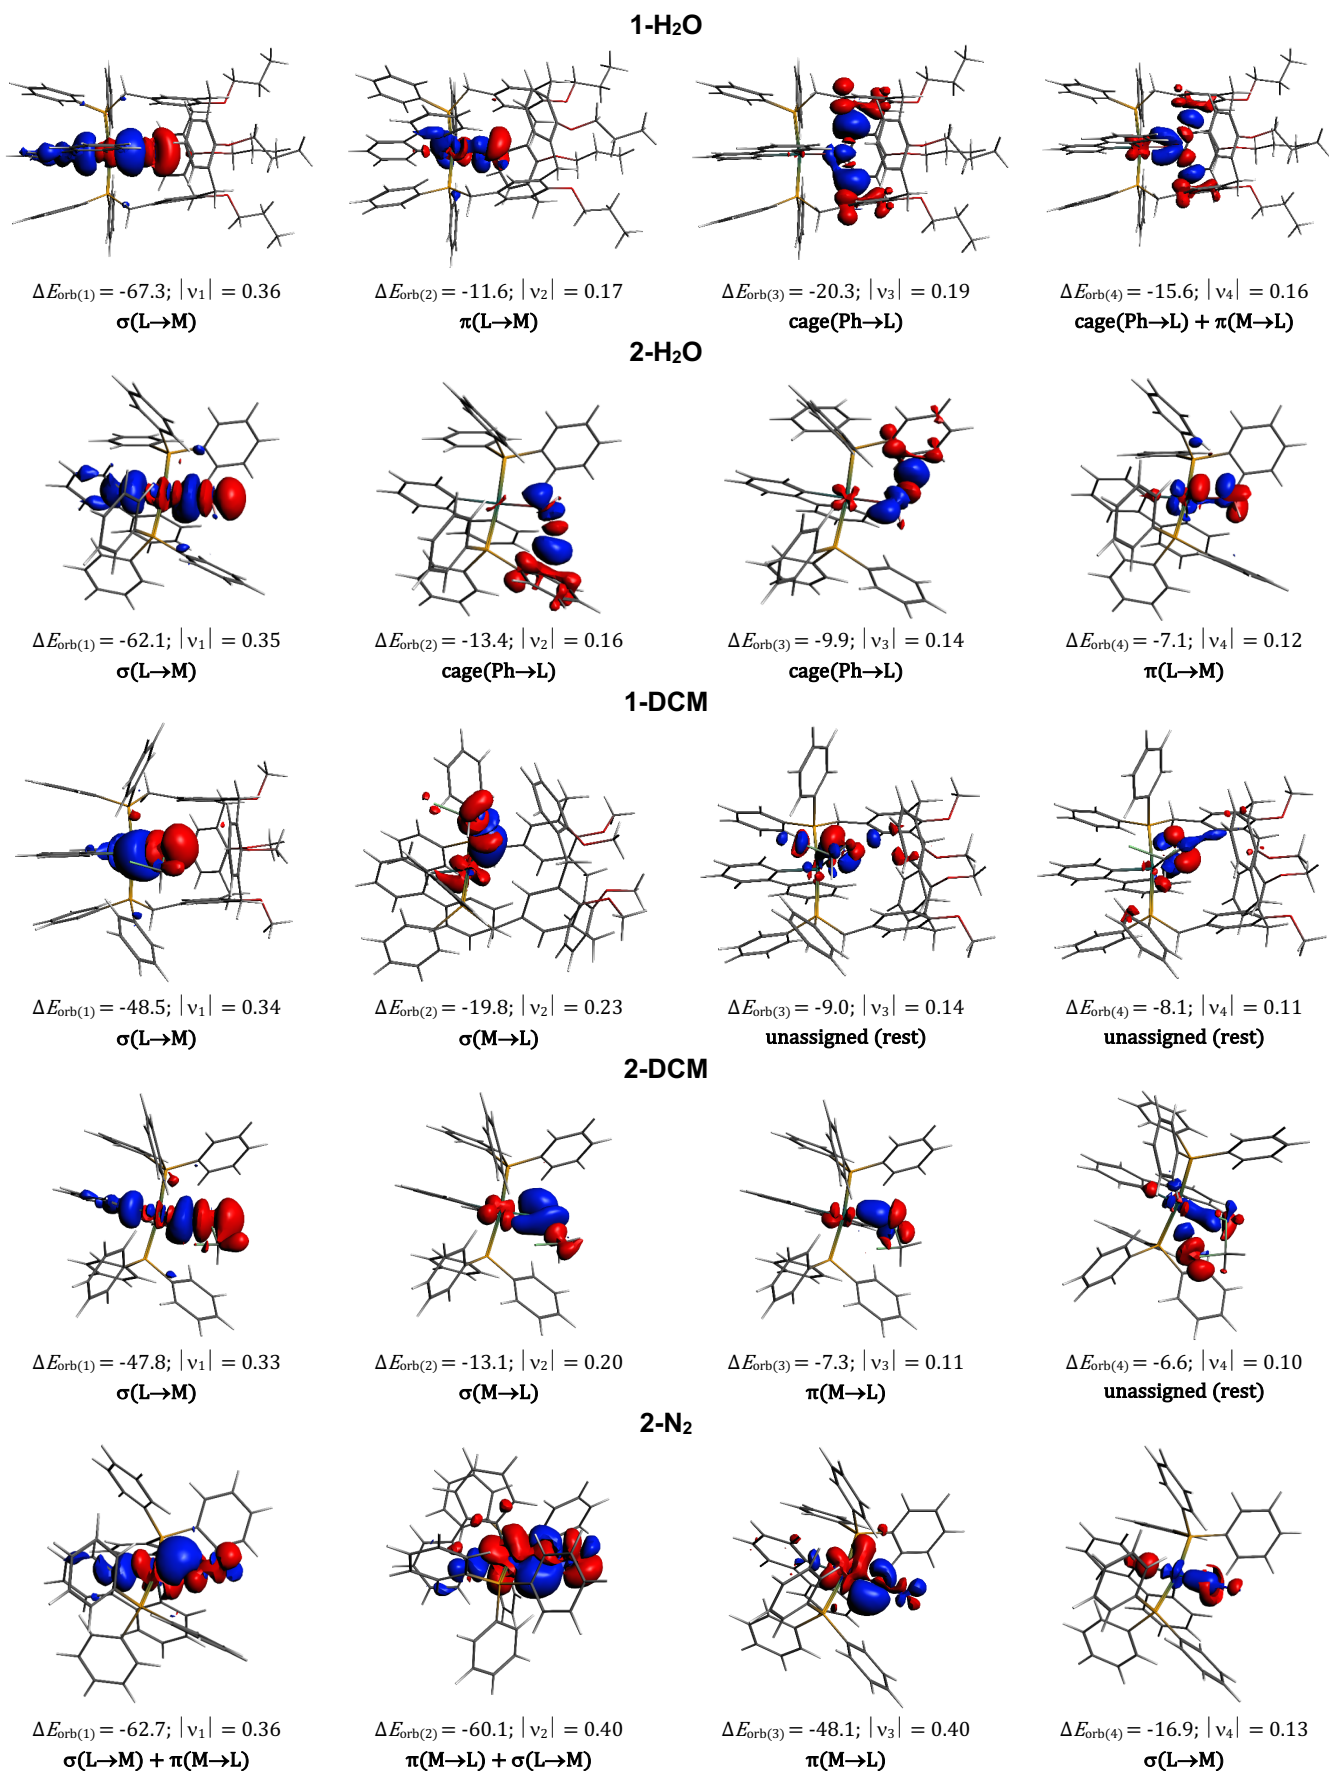 1-H₂O
ΔEorb(1) = -67.3; |ν₁| = 0.36 ΔEorb(2) = -11.6; |ν₂| = 0.17 ΔEorb(3) = -20.3; |ν₃| = 0.19 ΔEorb(4) = -15.6; |ν₄| = 0.16
σ(L→M) π(L→M) cage(Ph→L) cage(Ph→L) + π(M→L)
2-H₂O
ΔEorb(1) = -62.1; |ν₁| = 0.35 ΔEorb(2) = -13.4; |ν₂| = 0.16 ΔEorb(3) = -9.9; |ν₃| = 0.14 ΔEorb(4) = -7.1; |ν₄| = 0.12
σ(L→M) cage(Ph→L) cage(Ph→L) π(L→M)
1-DCM
ΔEorb(1) = -48.5; |ν₁| = 0.34 ΔEorb(2) = -19.8; |ν₂| = 0.23 ΔEorb(3) = -9.0; |ν₃| = 0.14 ΔEorb(4) = -8.1; |ν₄| = 0.11
σ(L→M) σ(M→L) unassigned (rest) unassigned (rest)
2-DCM
ΔEorb(1) = -47.8; |ν₁| = 0.33 ΔEorb(2) = -13.1; |ν₂| = 0.20 ΔEorb(3) = -7.3; |ν₃| = 0.11 ΔEorb(4) = -6.6; |ν₄| = 0.10
σ(L→M) σ(M→L) π(M→L) unassigned (rest)
2-N₂
ΔEorb(1) = -62.7; |ν₁| = 0.36 ΔEorb(2) = -60.1; |ν₂| = 0.40 ΔEorb(3) = -48.1; |ν₃| = 0.40 ΔEorb(4) = -16.9; |ν₄| = 0.13
σ(L→M) + π(M→L) π(M→L) + σ(L→M) π(M→L) σ(L→M)